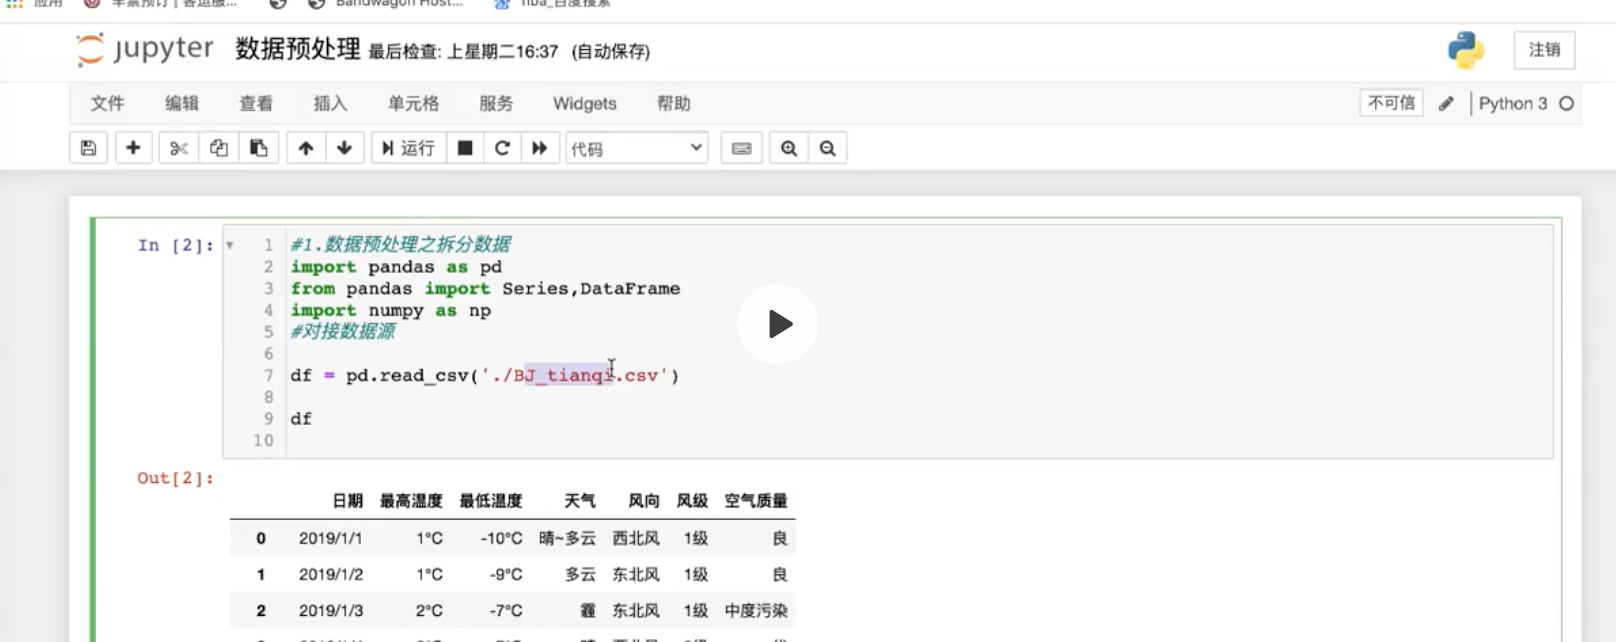 应用 Bandwagon Host... nba_百度搜索
jupyter 数据预处理 最后检查: 上星期二16:37 (自动保存) 注销
文件 编辑 查看 插入 单元格 服务 Widgets 帮助 不可信 Python 3
运行 代码
In [2]:
1 #1.数据预处理之拆分数据
2 import pandas as pd
3 from pandas import Series,DataFrame
4 import numpy as np
5 #对接数据源
6
7 df = pd.read_csv('./BJ_tianqi.csv')
8
9 df
10
Out[2]:
日期 最高温度 最低温度 天气 风向 风级 空气质量
0 2019/1/1 1°C -10°C 晴~多云 西北风 1级 良
1 2019/1/2 1°C -9°C 多云 东北风 1级 良
2 2019/1/3 2°C -7°C 霾 东北风 1级 中度污染